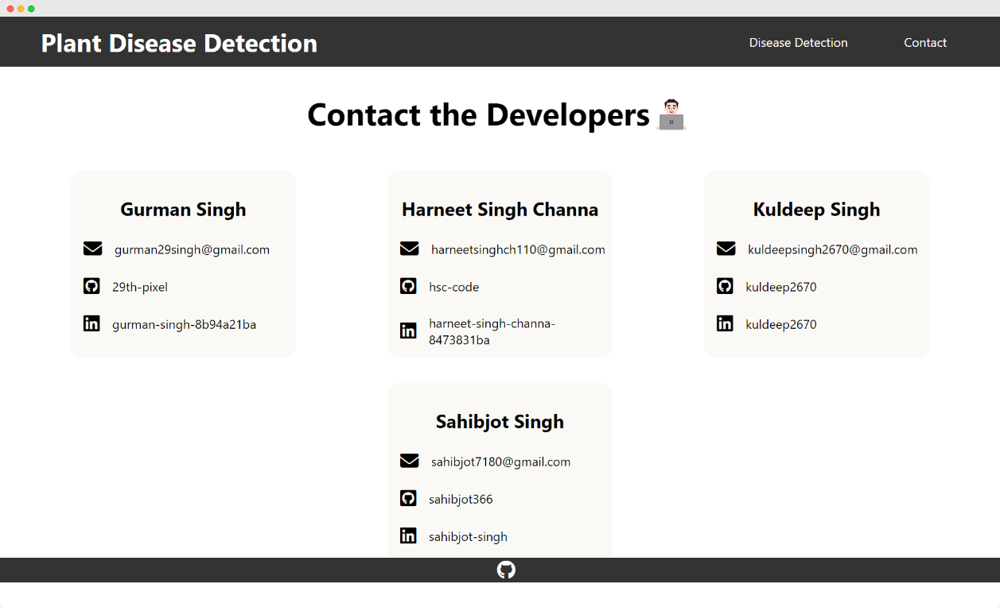 Plant Disease Detection
Disease Detection
Contact
Contact the Developers
Gurman Singh
gurman29singh@gmail.com
29th-pixel
gurman-singh-8b94a21ba
Harneet Singh Channa
harneetsinghch110@gmail.com
hsc-code
harneet-singh-channa-
8473831ba
Kuldeep Singh
kuldeepsingh2670@gmail.com
kuldeep2670
kuldeep2670
Sahibjot Singh
sahibjot7180@gmail.com
sahibjot366
sahibjot-singh